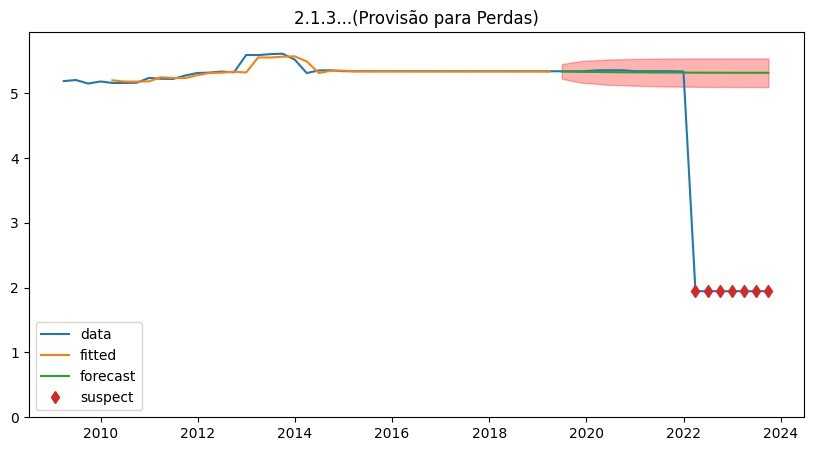 2.1.3...(Provisão para Perdas)
5
4
3
2
1
0
data
fitted
forecast
suspect
2010 2012 2014 2016 2018 2020 2022 2024